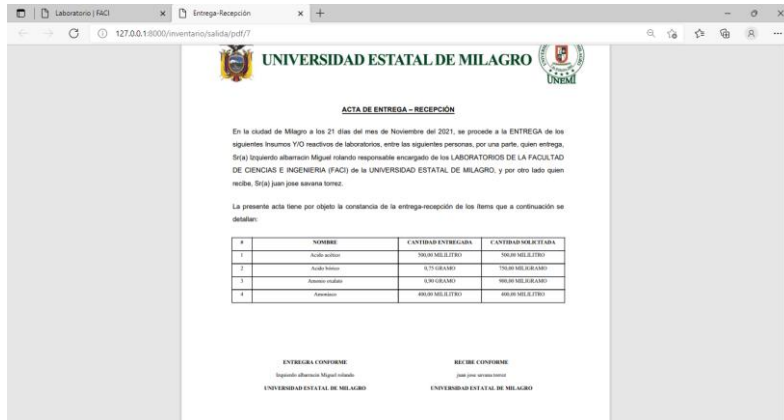 Laboratorio | FACI
Entrega-Recepción
127.0.0.1:8000/inventario/salida/pdf/7
UNIVERSIDAD ESTATAL DE MILAGRO
UNEMI
ACTA DE ENTREGA – RECEPCIÓN
En la ciudad de Milagro a los 21 días del mes de Noviembre del 2021, se procede a la ENTREGA de los
siguientes Insumos Y/O reactivos de laboratorios, entre las siguientes personas, por una parte, quien entrega,
Sr(a) Izquierdo albarracin Miguel rolando responsable encargado de los LABORATORIOS DE LA FACULTAD
DE CIENCIAS E INGENIERIA (FACI) de la UNIVERSIDAD ESTATAL DE MILAGRO, y por otro lado quien
recibe, Sr(a) juan jose savana torrez.
La presente acta tiene por objeto la constancia de la entrega-recepción de los ítems que a continuación se
detallan:
# NOMBRE CANTIDAD ENTREGADA CANTIDAD SOLICITADA
1 Acido acético 500,00 MILILITRO 500,00 MILILITRO
2 Acido bórico 0,75 GRAMO 750,00 MILIGRAMO
3 Amonio oxalato 0,90 GRAMO 900,00 MILIGRAMO
4 Amoniaco 400,00 MILILITRO 400,00 MILILITRO
ENTREGRA CONFORME RECIBE CONFORME
Izquierdo albarracin Miguel rolando juan jose savana torrez
UNIVERSIDAD ESTATAL DE MILAGRO UNIVERSIDAD ESTATAL DE MILAGRO